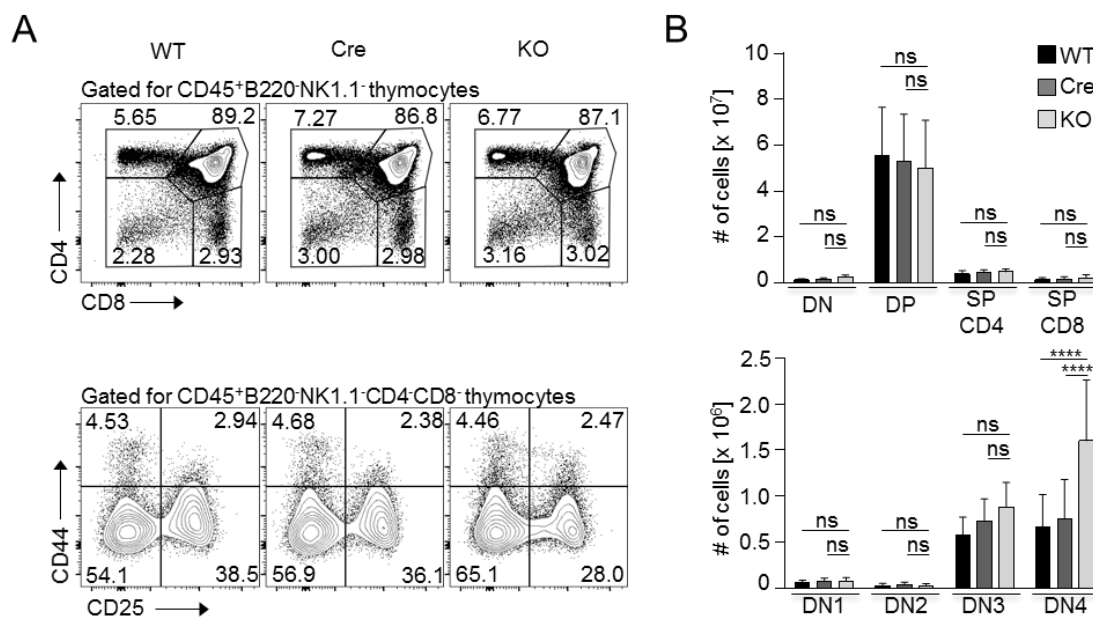 A
WT Cre KO
Gated for CD45⁺B220⁻NK1.1⁻ thymocytes
5.65 89.2 7.27 86.8 6.77 87.1
2.28 2.93 3.00 2.98 3.16 3.02
CD4
CD8
Gated for CD45⁺B220⁻NK1.1⁻CD4⁻CD8⁻ thymocytes
4.53 2.94 4.68 2.38 4.46 2.47
54.1 38.5 56.9 36.1 65.1 28.0
CD44
CD25
B
# of cells [x 10⁷]
10
8
6
4
2
0
ns
ns
ns
ns
ns
ns
ns
ns
WT
Cre
KO
DN DP SP CD4 SP CD8
# of cells [x 10⁶]
2.5
2.0
1.5
1.0
0.5
0
ns
ns
ns
ns
ns
ns
****
****
DN1 DN2 DN3 DN4